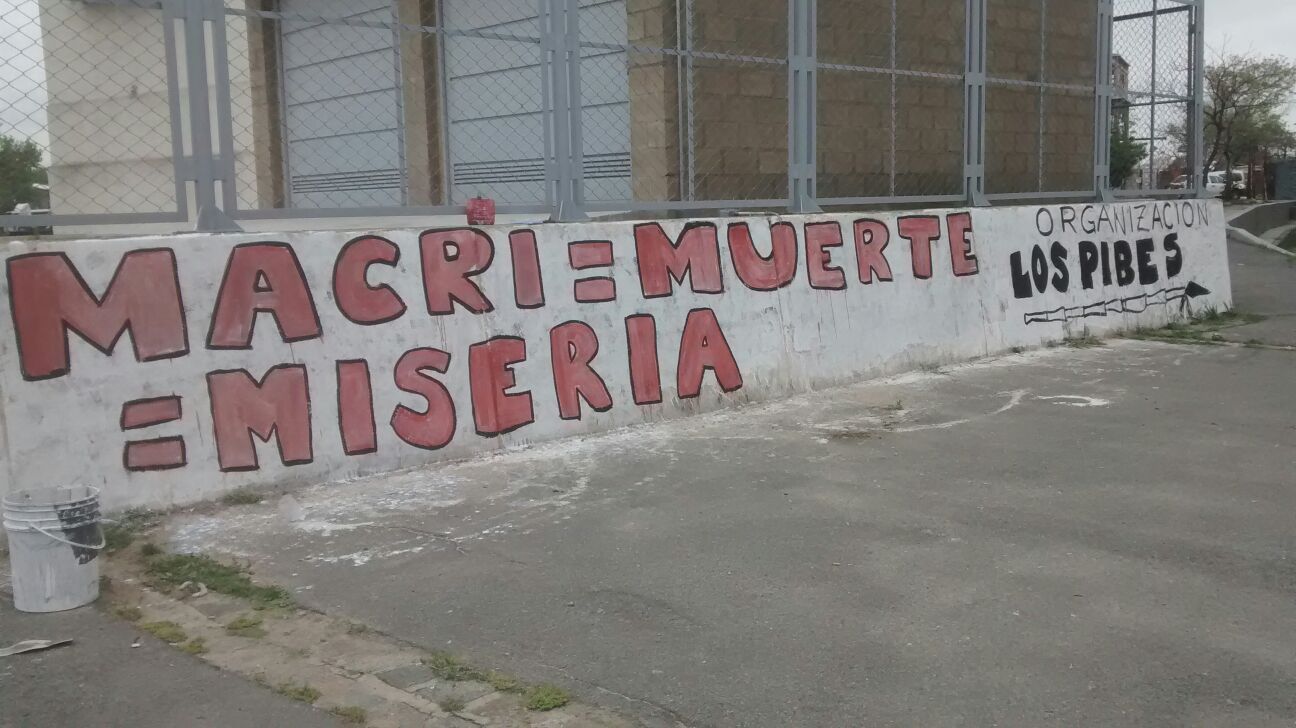 MACRI=MUERTE
=MISERIA
ORGANIZACION
LOS PIBES